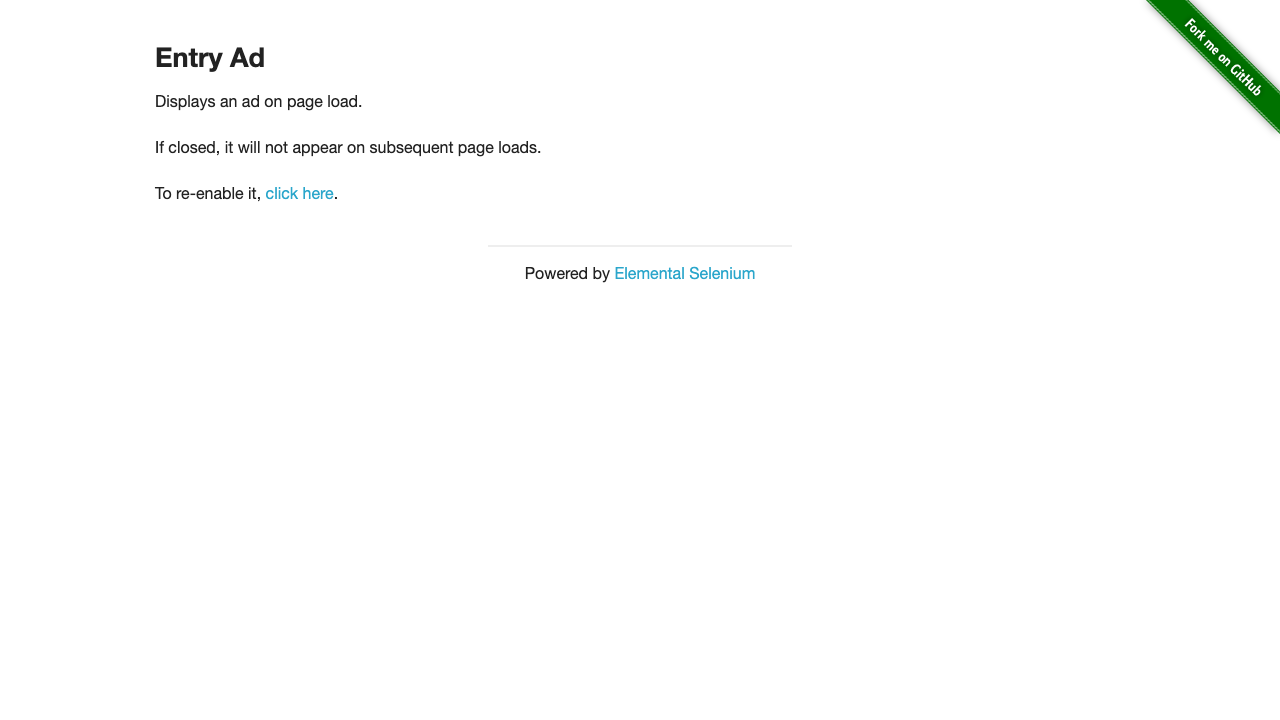 Entry Ad
Displays an ad on page load.
If closed, it will not appear on subsequent page loads.
To re-enable it, click here.
Powered by Elemental Selenium
Fork me on GitHub